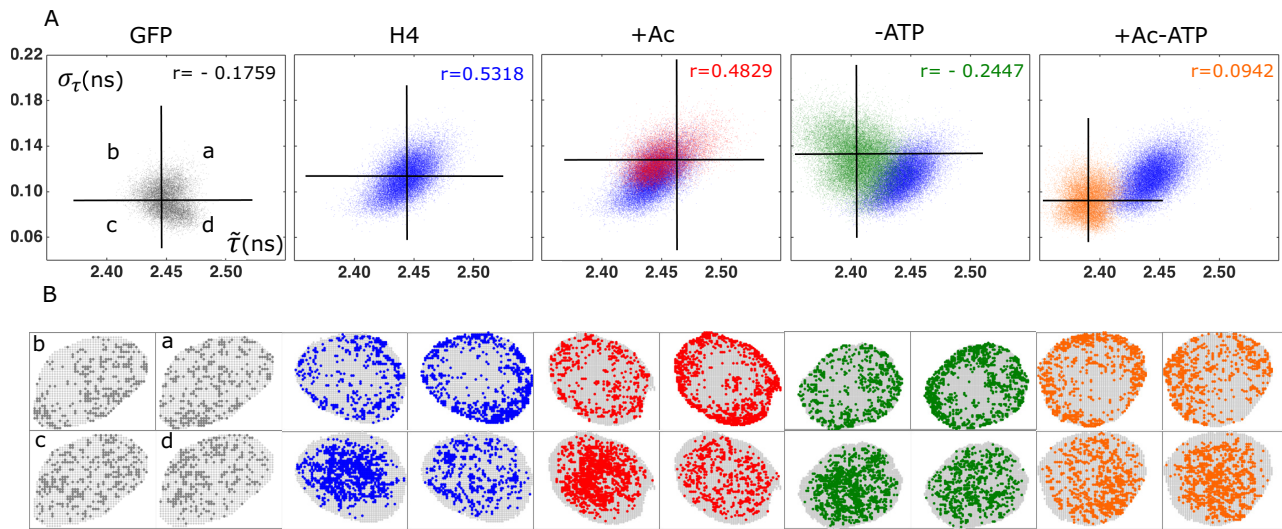 A
GFP
H4
+Ac
-ATP
+Ac-ATP
0.22
0.18
0.14
0.10
0.06
σ_τ(ns)
r= - 0.1759
b
a
c
d
τ̃(ns)
r=0.5318
r=0.4829
r= - 0.2447
r=0.0942
2.40 2.45 2.50
2.40 2.45 2.50
2.40 2.45 2.50
2.40 2.45 2.50
2.40 2.45 2.50
B
b
a
c
d